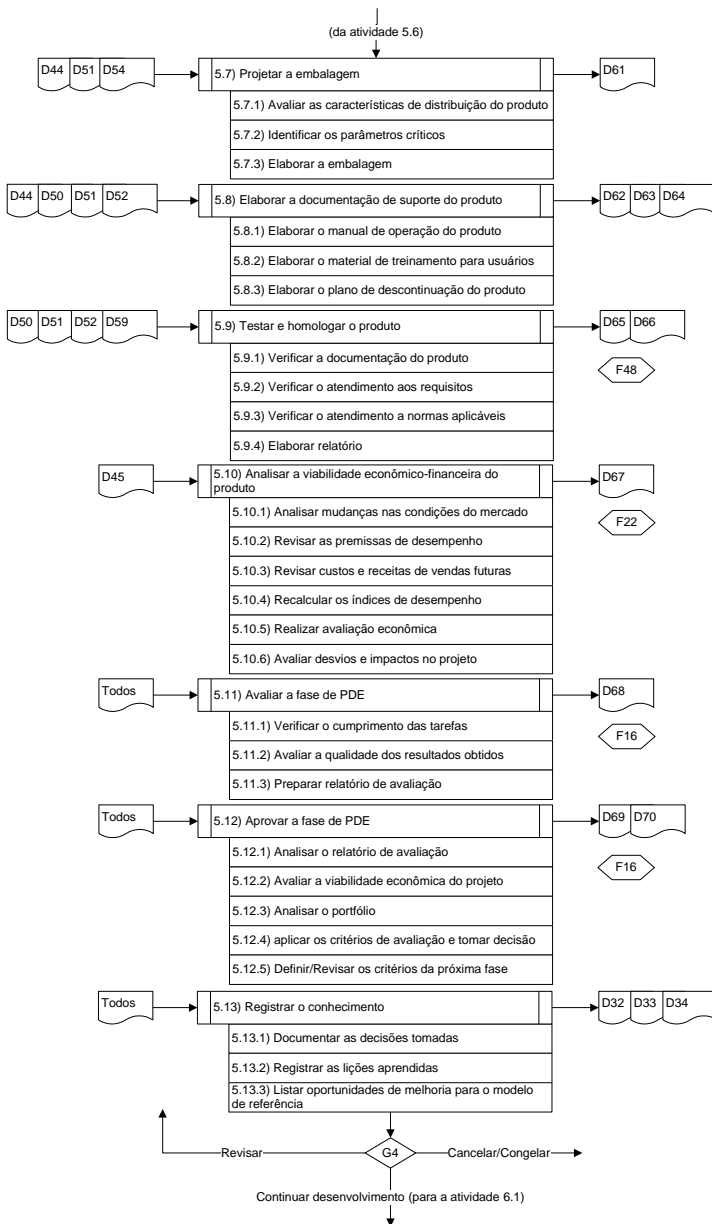 (da atividade 5.6)
D44 D51 D54
5.7) Projetar a embalagem
D61
5.7.1) Avaliar as características de distribuição do produto
5.7.2) Identificar os parâmetros críticos
5.7.3) Elaborar a embalagem
D44 D50 D51 D52
5.8) Elaborar a documentação de suporte do produto
D62 D63 D64
5.8.1) Elaborar o manual de operação do produto
5.8.2) Elaborar o material de treinamento para usuários
5.8.3) Elaborar o plano de descontinuação do produto
D50 D51 D52 D59
5.9) Testar e homologar o produto
D65 D66
F48
5.9.1) Verificar a documentação do produto
5.9.2) Verificar o atendimento aos requisitos
5.9.3) Verificar o atendimento a normas aplicáveis
5.9.4) Elaborar relatório
D45
5.10) Analisar a viabilidade econômico-financeira do
produto
D67
F22
5.10.1) Analisar mudanças nas condições do mercado
5.10.2) Revisar as premissas de desempenho
5.10.3) Revisar custos e receitas de vendas futuras
5.10.4) Recalcular os índices de desempenho
5.10.5) Realizar avaliação econômica
5.10.6) Avaliar desvios e impactos no projeto
Todos
5.11) Avaliar a fase de PDE
D68
F16
5.11.1) Verificar o cumprimento das tarefas
5.11.2) Avaliar a qualidade dos resultados obtidos
5.11.3) Preparar relatório de avaliação
Todos
5.12) Aprovar a fase de PDE
D69 D70
F16
5.12.1) Analisar o relatório de avaliação
5.12.2) Avaliar a viabilidade econômica do projeto
5.12.3) Analisar o portfólio
5.12.4) aplicar os critérios de avaliação e tomar decisão
5.12.5) Definir/Revisar os critérios da próxima fase
Todos
5.13) Registrar o conhecimento
D32 D33 D34
5.13.1) Documentar as decisões tomadas
5.13.2) Registrar as lições aprendidas
5.13.3) Listar oportunidades de melhoria para o modelo
de referência
Revisar
G4
Cancelar/Congelar
Continuar desenvolvimento (para a atividade 6.1)